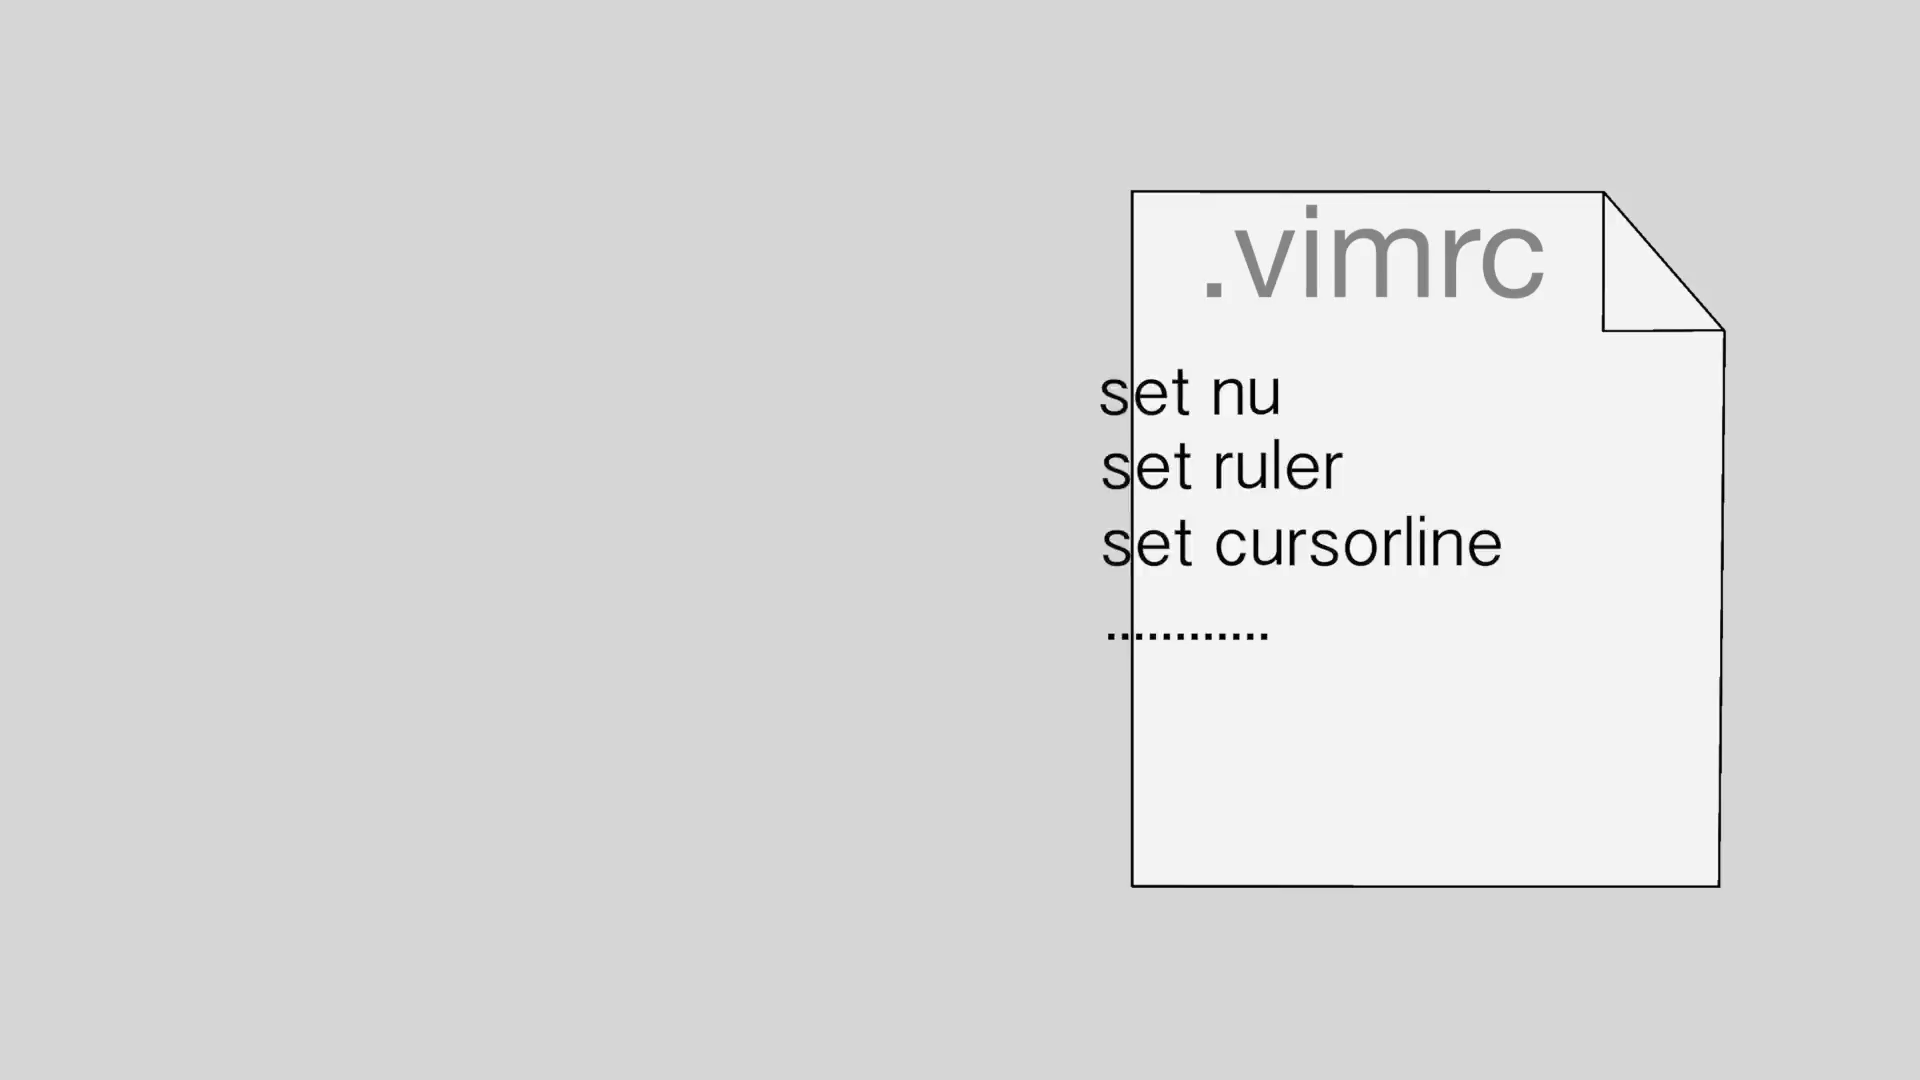 .vimrc
set nu
set ruler
set cursorline
............